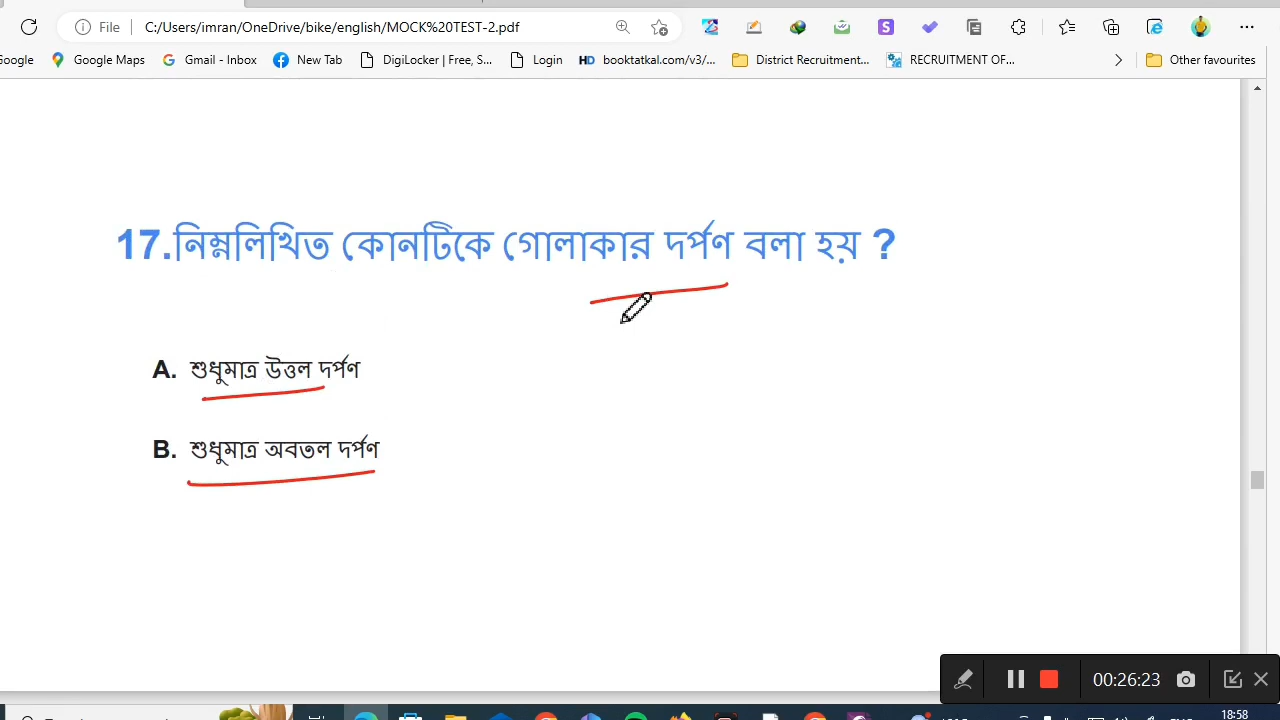 File
C:/Users/imran/OneDrive/bike/english/MOCK%20TEST-2.pdf
Google Maps
Gmail - Inbox
New Tab
DigiLocker | Free, S...
Login
HD
booktatkal.com/v3/...
District Recruitment...
RECRUITMENT OF...
Other favourites
17.নিম্নলিখিত কোনটিকে গোলাকার দর্পণ বলা হয় ?
A. শুধুমাত্র উত্তল দর্পণ
B. শুধুমাত্র অবতল দর্পণ
00:26:23
18:58